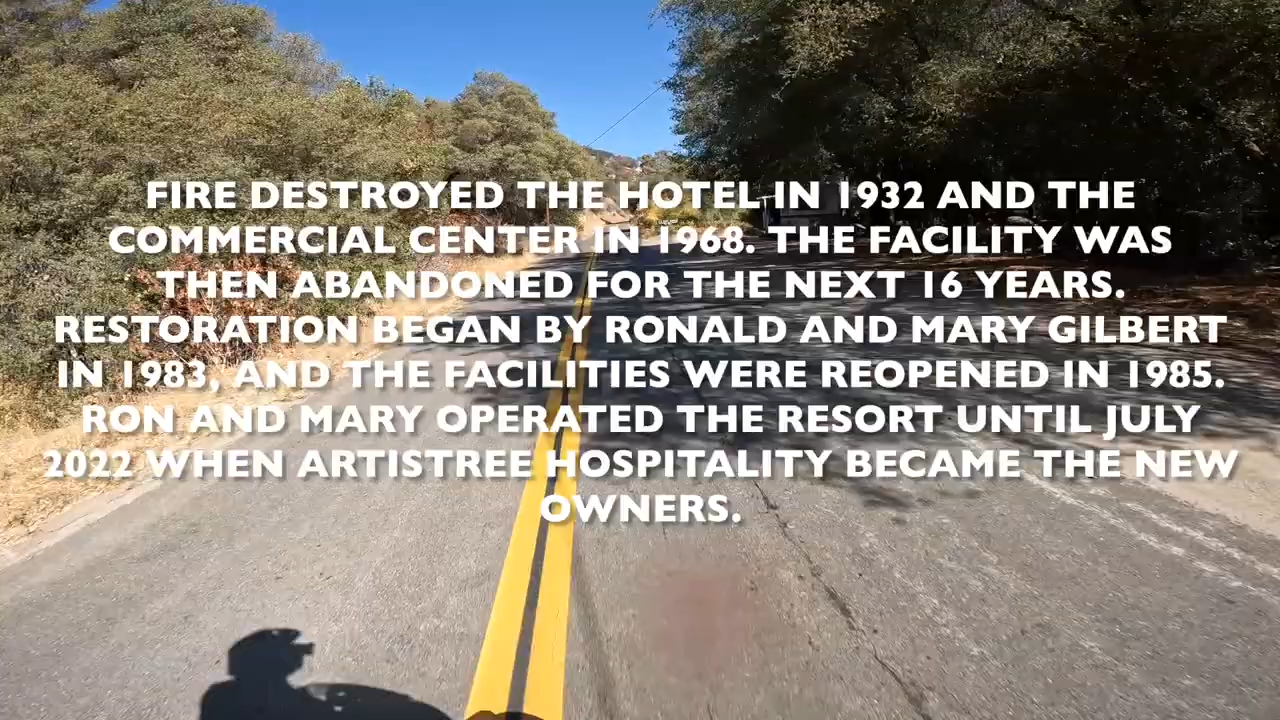 FIRE DESTROYED THE HOTEL IN 1932 AND THE
COMMERCIAL CENTER IN 1968. THE FACILITY WAS
THEN ABANDONED FOR THE NEXT 16 YEARS.
RESTORATION BEGAN BY RONALD AND MARY GILBERT
IN 1983, AND THE FACILITIES WERE REOPENED IN 1985.
RON AND MARY OPERATED THE RESORT UNTIL JULY
2022 WHEN ARTISTREE HOSPITALITY BECAME THE NEW
OWNERS.